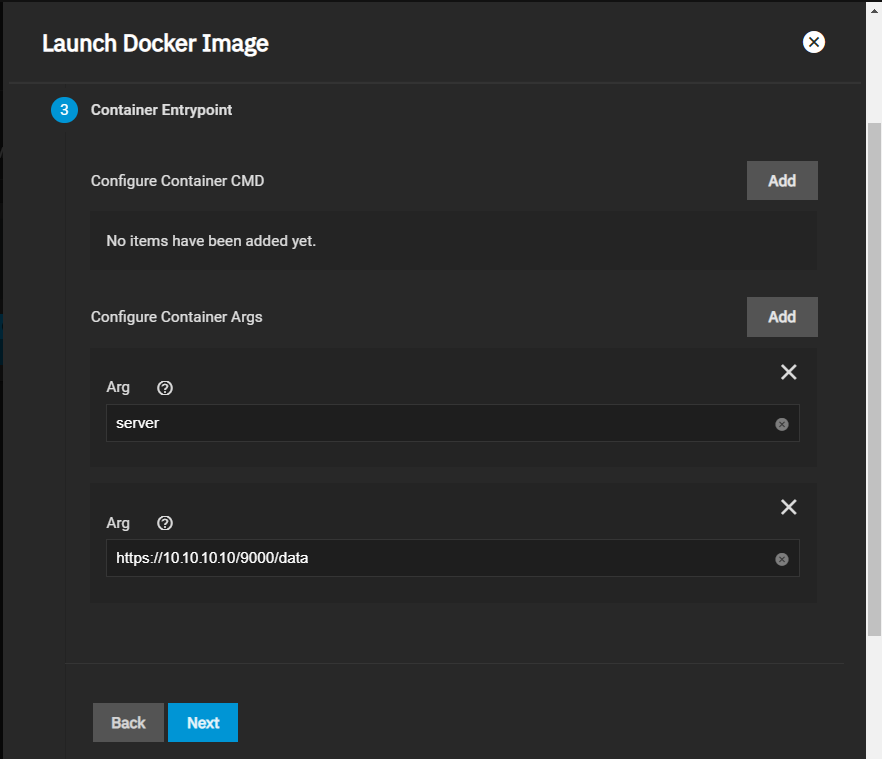 Launch Docker Image
3 Container Entrypoint
Configure Container CMD
Add
No items have been added yet.
Configure Container Args
Add
Arg
server
Arg
https://10.10.10.10/9000/data
Back Next